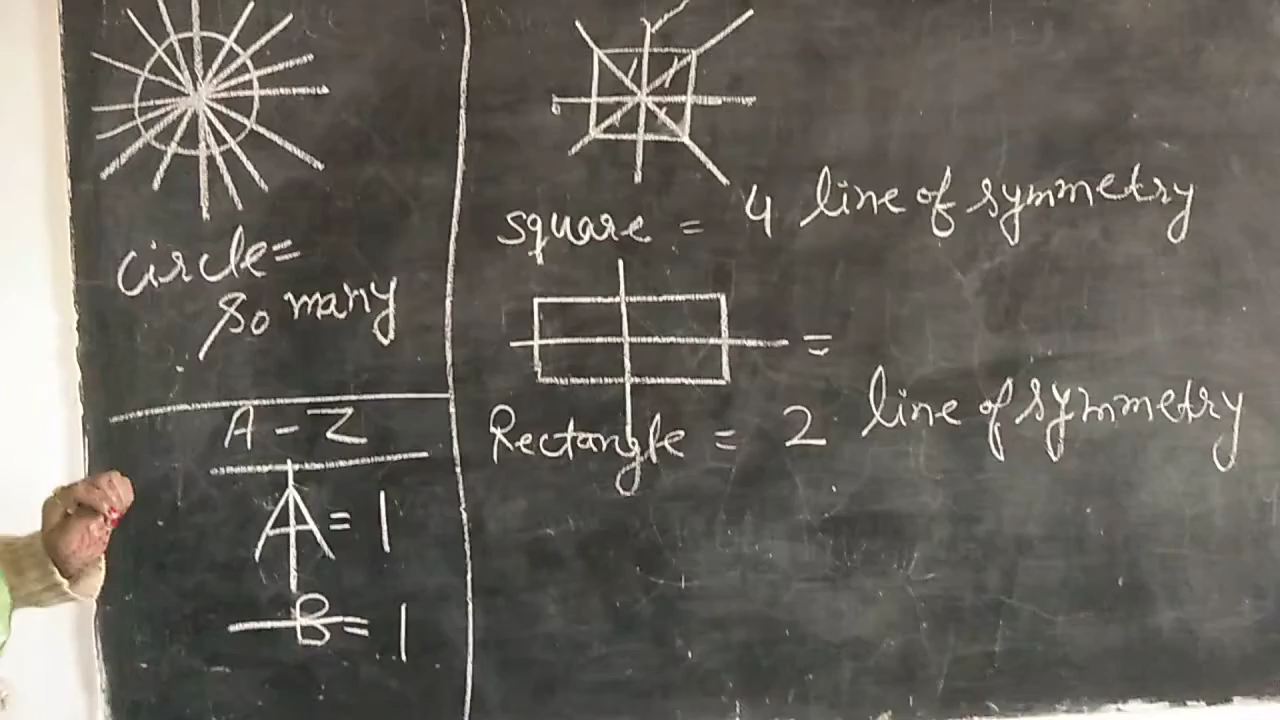 circle=
so many
A - Z
A = 1
B = 1
square = 4 line of symmetry
=
Rectangle = 2 line of symmetry